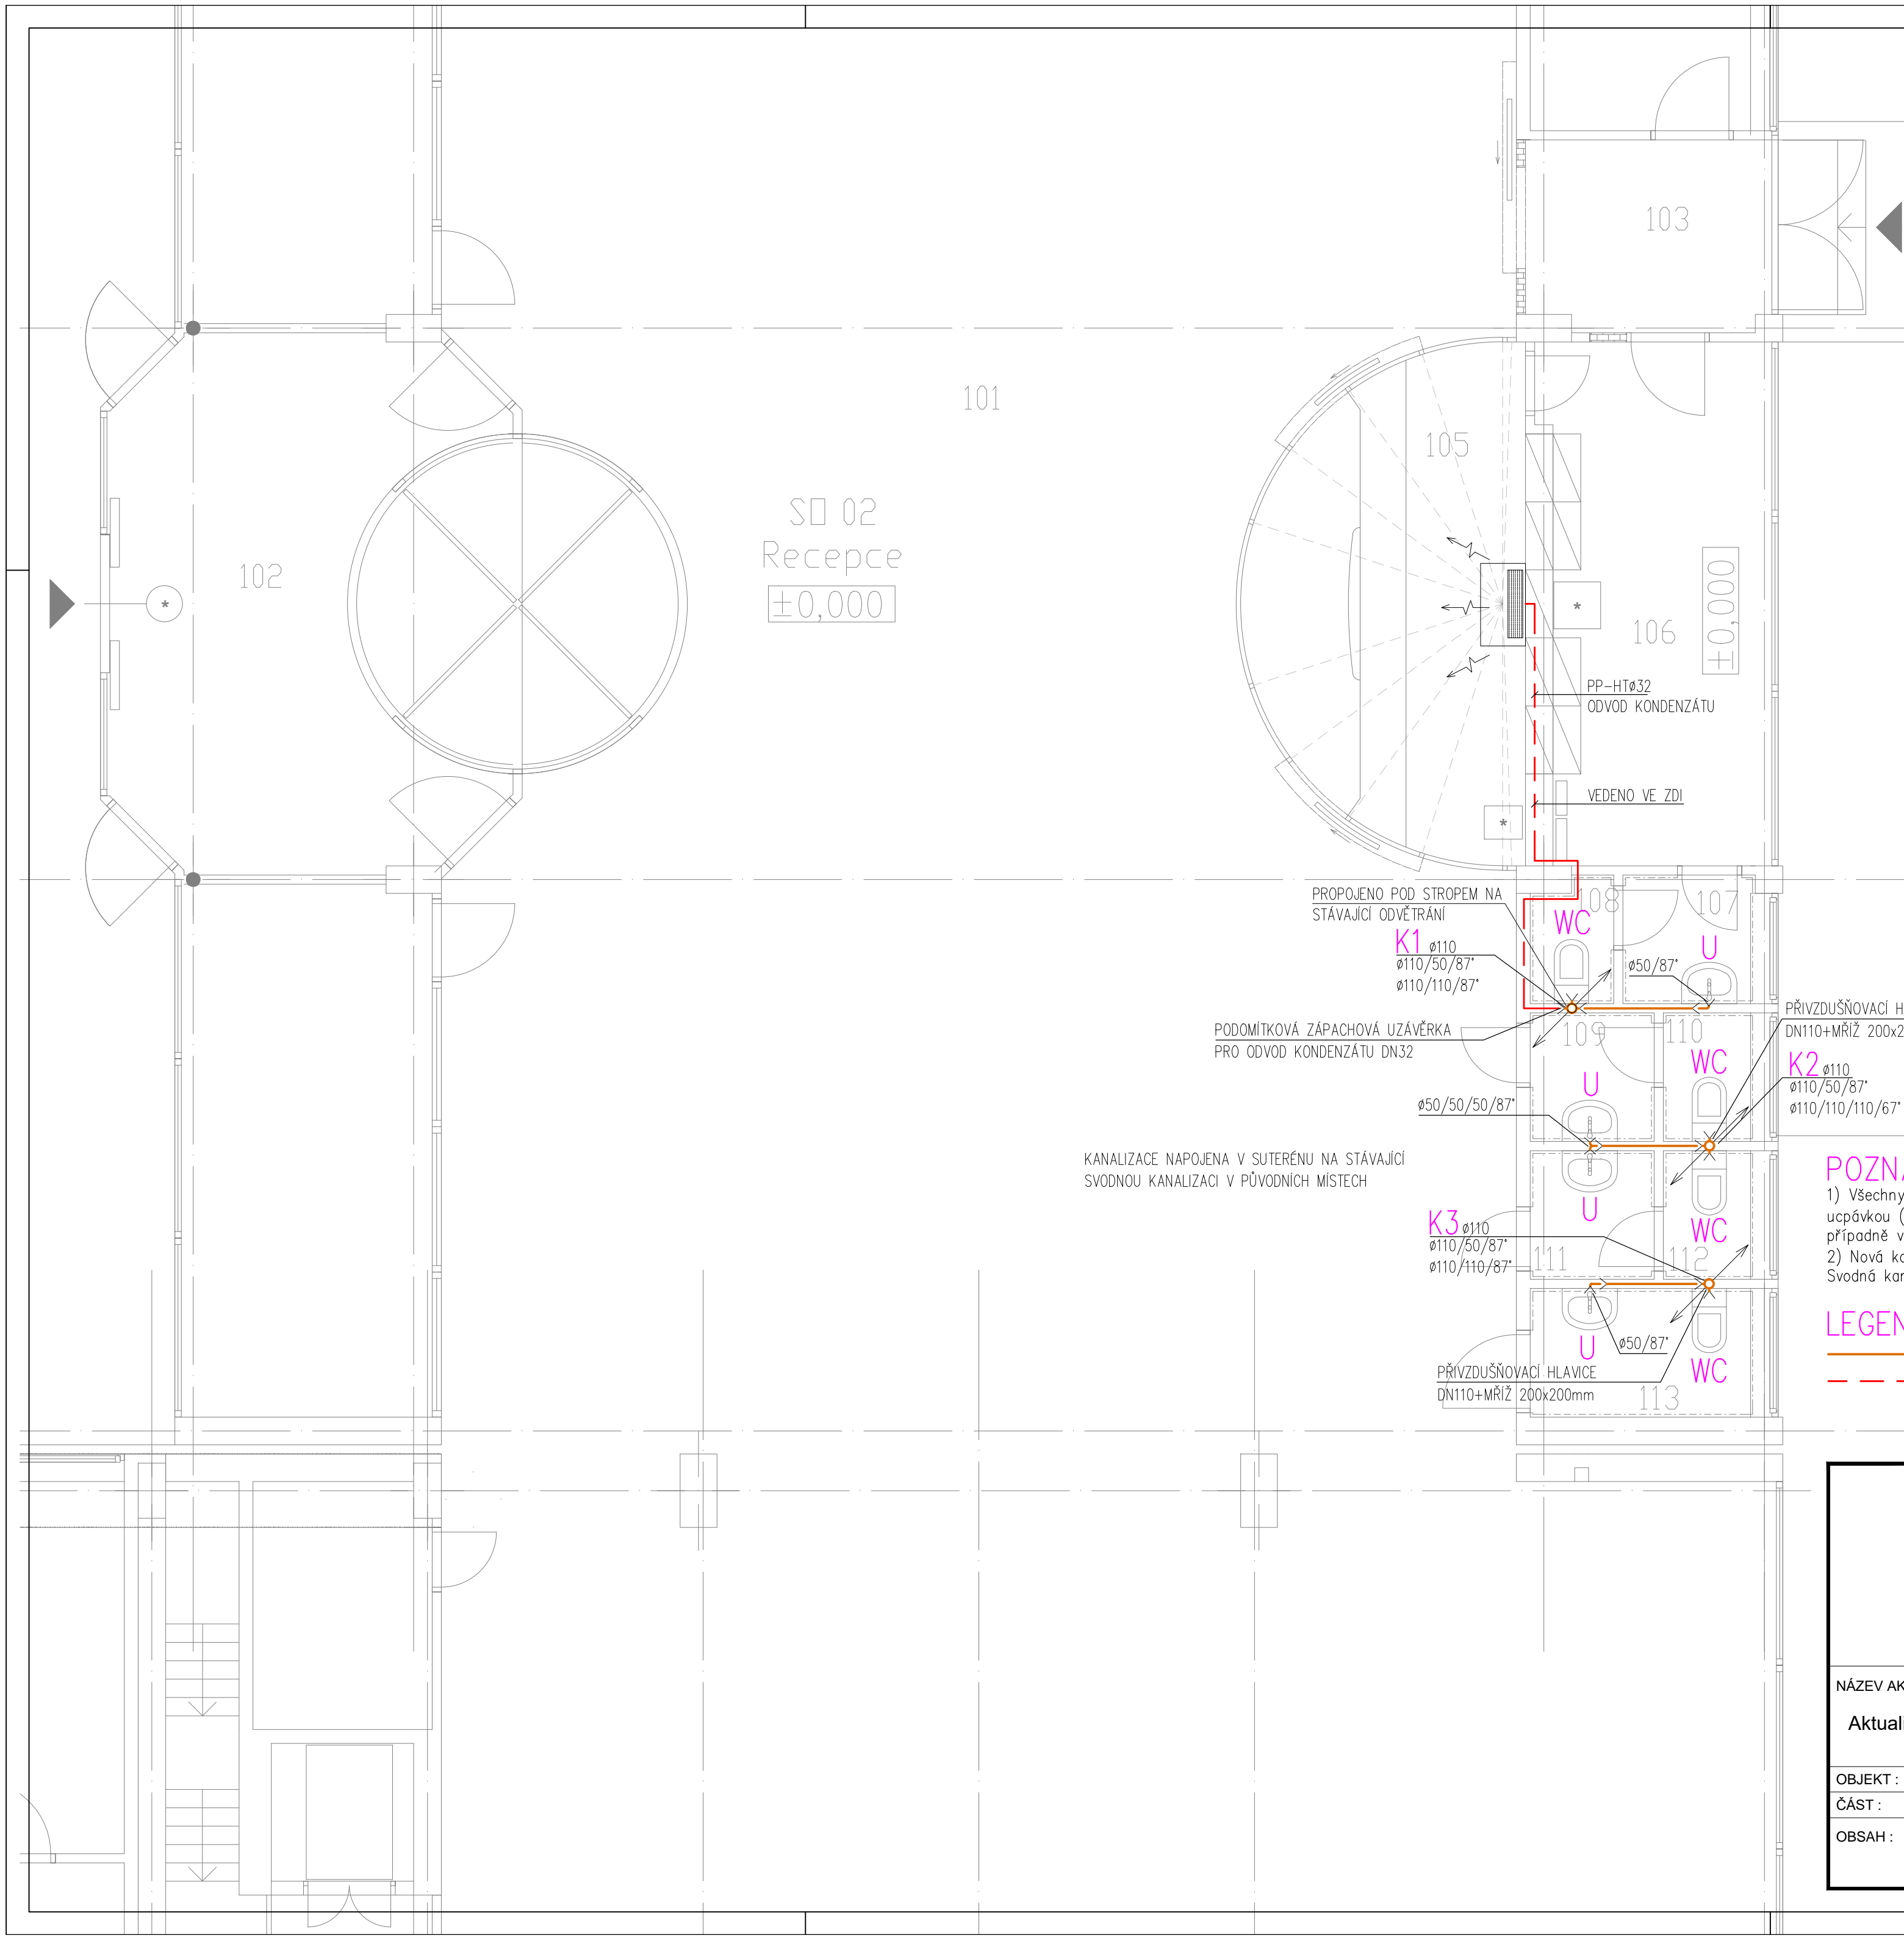 103
101
105
SO 02
Recepce
±0,000
102
*
*
106
±0,000
PP-HTø32
ODVOD KONDENZÁTU
VEDENO VE ZDI
*
PROPOJENO POD STROPEM NA
STÁVAJÍCÍ ODVĚTRÁNÍ
108
107
WC
U
K1 ø110
ø110/50/87°
ø110/110/87°
ø50/87°
PODOMÍTKOVÁ ZÁPACHOVÁ UZÁVĚRKA
PRO ODVOD KONDENZÁTU DN32
109
110
PŘIVZDUŠŇOVACÍ H
DN110+MŘÍŽ 200x2
WC
U
K2 ø110
ø110/50/87°
ø110/110/110/67°
ø50/50/50/87°
KANALIZACE NAPOJENA V SUTERÉNU NA STÁVAJÍCÍ
SVODNOU KANALIZACI V PŮVODNÍCH MÍSTECH
U
WC
K3 ø110
ø110/50/87°
ø110/110/87°
111
112
POZN
1) Všechny
ucpávkou (
případně v
2) Nová
Svodná
LEGEN
U
ø50/87°
WC
PŘIVZDUŠŇOVACÍ HLAVICE
DN110+MŘÍŽ 200x200mm
113
NÁZEV AK
Aktual
OBJEKT :
ČÁST :
OBSAH :